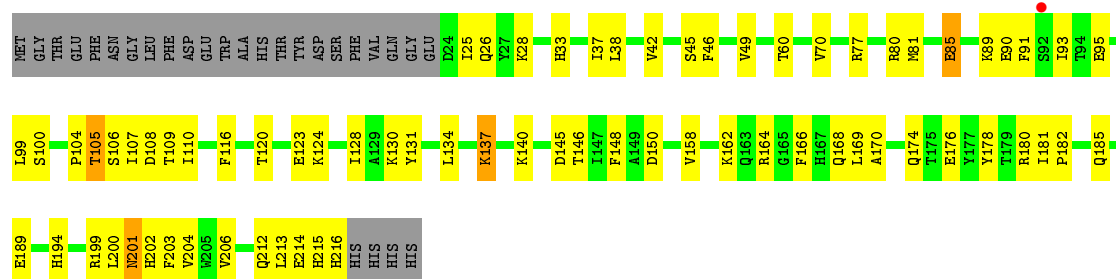 MET GLY THR GLU PHE ASN GLY LEU PHE ASP GLU TRP ALA HIS THR TYR ASP SER PHE VAL GLN GLY GLU D24 I25 Q26 Y27 K28 H33 I37 L38 V42 S45 F46 V49 T60 V70 R77 R80 M81 E85 K89 E90 F91 S92 I93 T94 E95
L99 S100 P104 T105 S106 I107 D108 T109 I110 F116 T120 E123 K124 I128 A129 K130 Y131 L134 K137 K140 D145 T146 I147 F148 A149 D150 V158 K162 Q163 R164 G165 F166 H167 Q168 L169 A170 Q174 T175 E176 Y177 Y178 T179 R180 I181 P182 Q185
E189 H194 R199 L200 N201 H202 F203 V204 W205 V206 Q212 L213 E214 H215 H216 HIS HIS HIS HIS